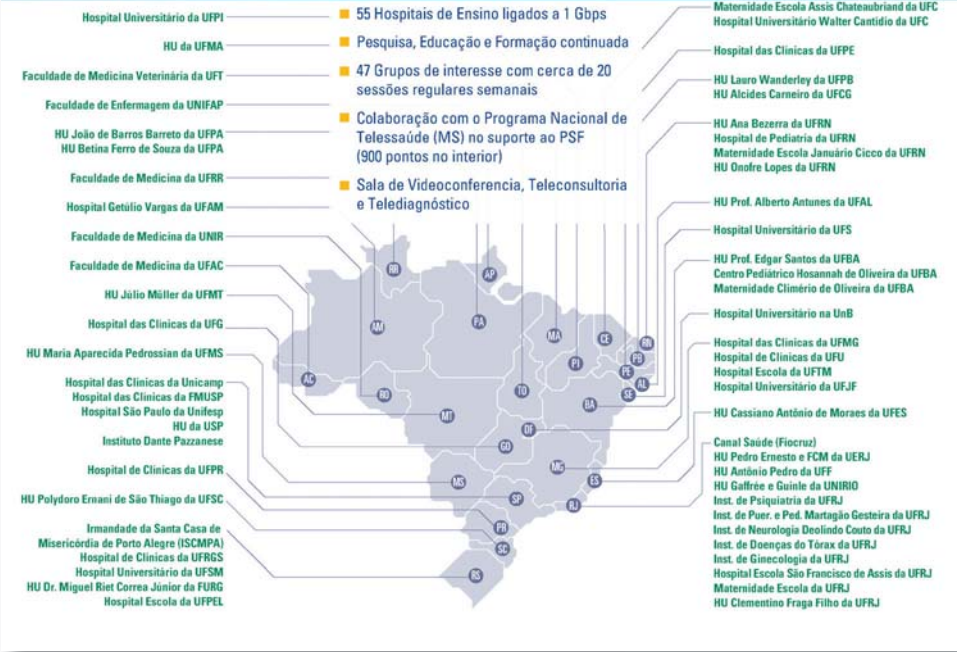 Hospital Universitário da UFPI
HU da UFMA
Faculdade de Medicina Veterinária da UFT
Faculdade de Enfermagem da UNIFAP
HU João de Barros Barreto da UFPA
HU Betina Ferro de Souza da UFPA
Faculdade de Medicina da UFRR
Hospital Getúlio Vargas da UFAM
Faculdade de Medicina da UNIR
Faculdade de Medicina da UFAC
HU Júlio Müller da UFMT
Hospital das Clínicas da UFG
HU Maria Aparecida Pedrossian da UFMS
Hospital das Clínicas da Unicamp
Hospital das Clínicas da FMUSP
Hospital São Paulo da Unifesp
HU da USP
Instituto Dante Pazzanese
Hospital de Clínicas da UFPR
HU Polydoro Ernani de São Thiago da UFSC
Irmandade da Santa Casa de
Misericórdia de Porto Alegre (ISCMPA)
Hospital de Clínicas da UFRGS
Hospital Universitário da UFSM
HU Dr. Miguel Riet Correa Júnior da FURG
Hospital Escola da UFPEL
55 Hospitais de Ensino ligados a 1 Gbps
Pesquisa, Educação e Formação continuada
47 Grupos de interesse com cerca de 20
sessões regulares semanais
Colaboração com o Programa Nacional de
Telessaúde (MS) no suporte ao PSF
(900 pontos no interior)
Sala de Videoconferencia, Teleconsultoria
e Telediagnóstico
RR
AP
AM
PA
MA
CE
RN
PB
PI
PE
AL
SE
AC
RO
TO
BA
MT
DF
GO
MG
ES
MS
SP
RJ
PR
SC
RS
Maternidade Escola Assis Chateaubriand da UFC
Hospital Universitário Walter Cantídio da UFC
Hospital das Clínicas da UFPE
HU Lauro Wanderley da UFPB
HU Alcides Carneiro da UFCG
HU Ana Bezerra da UFRN
Hospital de Pediatria da UFRN
Maternidade Escola Januário Cicco da UFRN
HU Onofre Lopes da UFRN
HU Prof. Alberto Antunes da UFAL
Hospital Universitário da UFS
HU Prof. Edgar Santos da UFBA
Centro Pediátrico Hosannah de Oliveira da UFBA
Maternidade Climério de Oliveira da UFBA
Hospital Universitário na UnB
Hospital das Clínicas da UFMG
Hospital de Clínicas da UFU
Hospital Escola da UFTM
Hospital Universitário da UFJF
HU Cassiano Antônio de Moraes da UFES
Canal Saúde (Fiocruz)
HU Pedro Ernesto e FCM da UERJ
HU Antônio Pedro da UFF
HU Gaffrée e Guinle da UNIRIO
Inst. de Psiquiatria da UFRJ
Inst. de Puer. e Ped. Martagão Gesteira da UFRJ
Inst. de Neurologia Deolindo Couto da UFRJ
Inst. de Doenças do Tórax da UFRJ
Inst. de Ginecologia da UFRJ
Hospital Escola São Francisco de Assis da UFRJ
Maternidade Escola da UFRJ
HU Clementino Fraga Filho da UFRJ